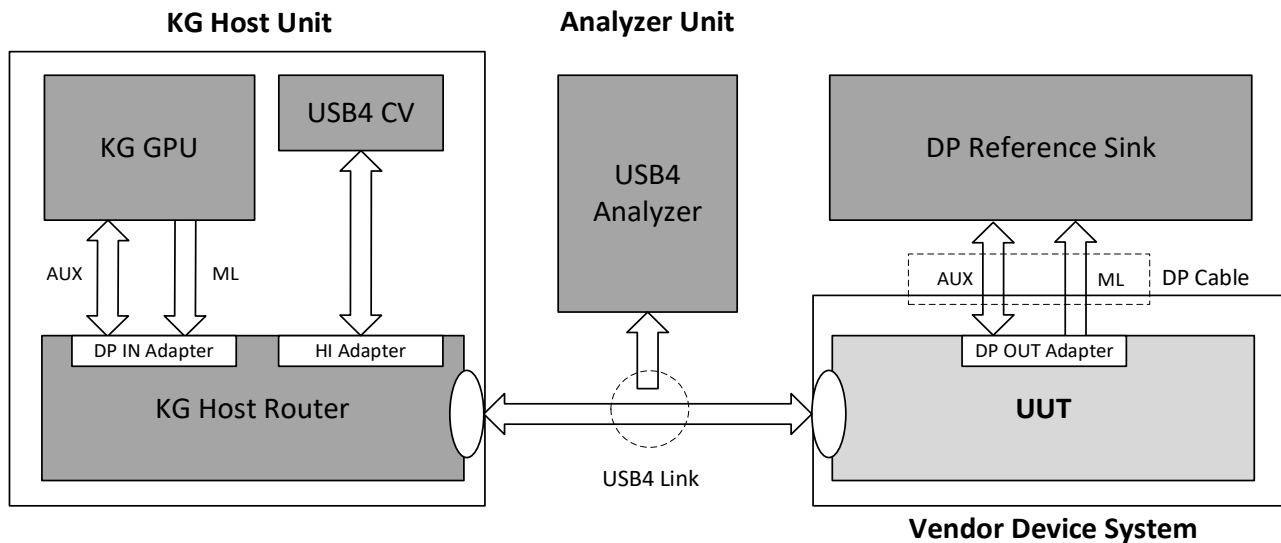 KG Host Unit
Analyzer Unit
KG GPU
USB4 CV
USB4
Analyzer
DP Reference Sink
AUX
ML
AUX
ML
DP Cable
DP IN Adapter
HI Adapter
DP OUT Adapter
KG Host Router
UUT
USB4 Link
Vendor Device System